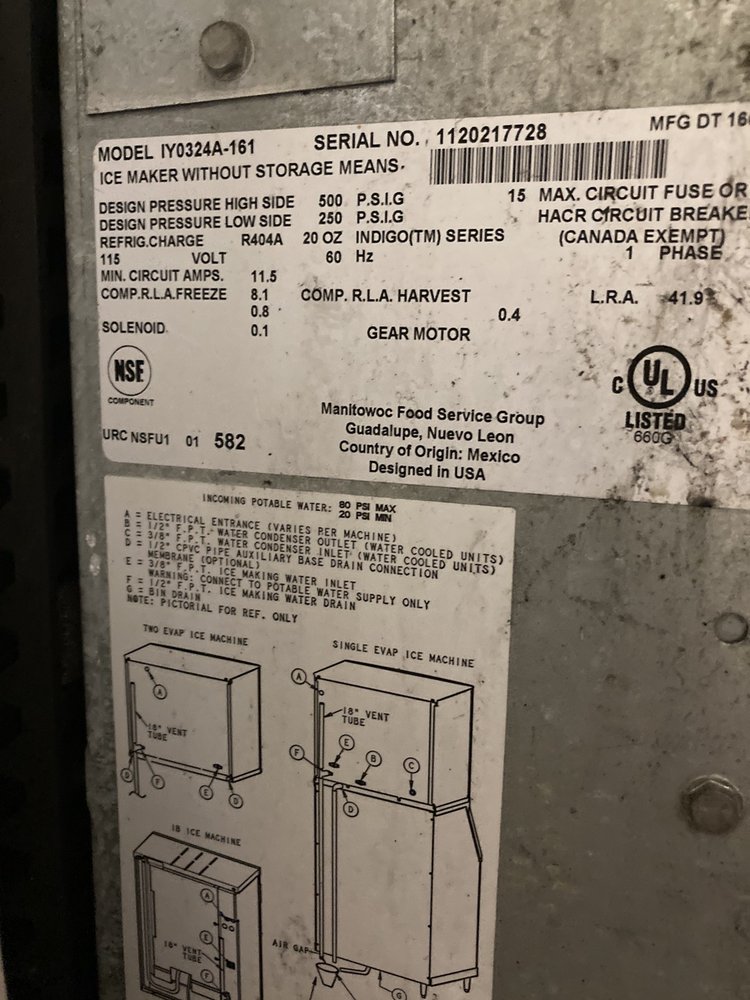 MODEL IY0324A-161 SERIAL NO. 1120217728 MFG DT 16
ICE MAKER WITHOUT STORAGE MEANS.
DESIGN PRESSURE HIGH SIDE 500 P.S.I.G 15 MAX. CIRCUIT FUSE OR
DESIGN PRESSURE LOW SIDE 250 P.S.I.G HACR CIRCUIT BREAKE
REFRIG.CHARGE R404A 20 OZ INDIGO(TM) SERIES (CANADA EXEMPT)
115 VOLT 60 Hz 1 PHASE
MIN. CIRCUIT AMPS. 11.5
COMP.R.L.A.FREEZE 8.1 COMP. R.L.A. HARVEST L.R.A. 41.9
0.8 0.4
SOLENOID 0.1 GEAR MOTOR
NSF
COMPONENT
C UL US
LISTED
660G
URC NSFU1 01 582
Manitowoc Food Service Group
Guadalupe, Nuevo Leon
Country of Origin: Mexico
Designed in USA
INCOMING POTABLE WATER: 80 PSI MAX
20 PSI MIN
A = ELECTRICAL ENTRANCE (VARIES PER MACHINE)
B = 1/2" F.P.T. WATER CONDENSER OUTLET (WATER COOLED UNITS)
C = 3/8" F.P.T. WATER CONDENSER INLET (WATER COOLED UNITS)
D = 1/2" CPVC PIPE AUXILIARY BASE DRAIN CONNECTION
MEMBRANE (OPTIONAL)
E = 3/8" F.P.T. ICE MAKING WATER INLET
WARNING: CONNECT TO POTABLE WATER SUPPLY ONLY
F = 1/2" F.P.T. ICE MAKING WATER DRAIN
G = BIN DRAIN
NOTE: PICTORIAL FOR REF. ONLY
TWO EVAP ICE MACHINE
A
18" VENT
TUBE
D F E D
SINGLE EVAP ICE MACHINE
A
18" VENT
TUBE
F E B C
D
AIR GAP
G
IB ICE MACHINE
A
E
18" VENT
TUBE
F